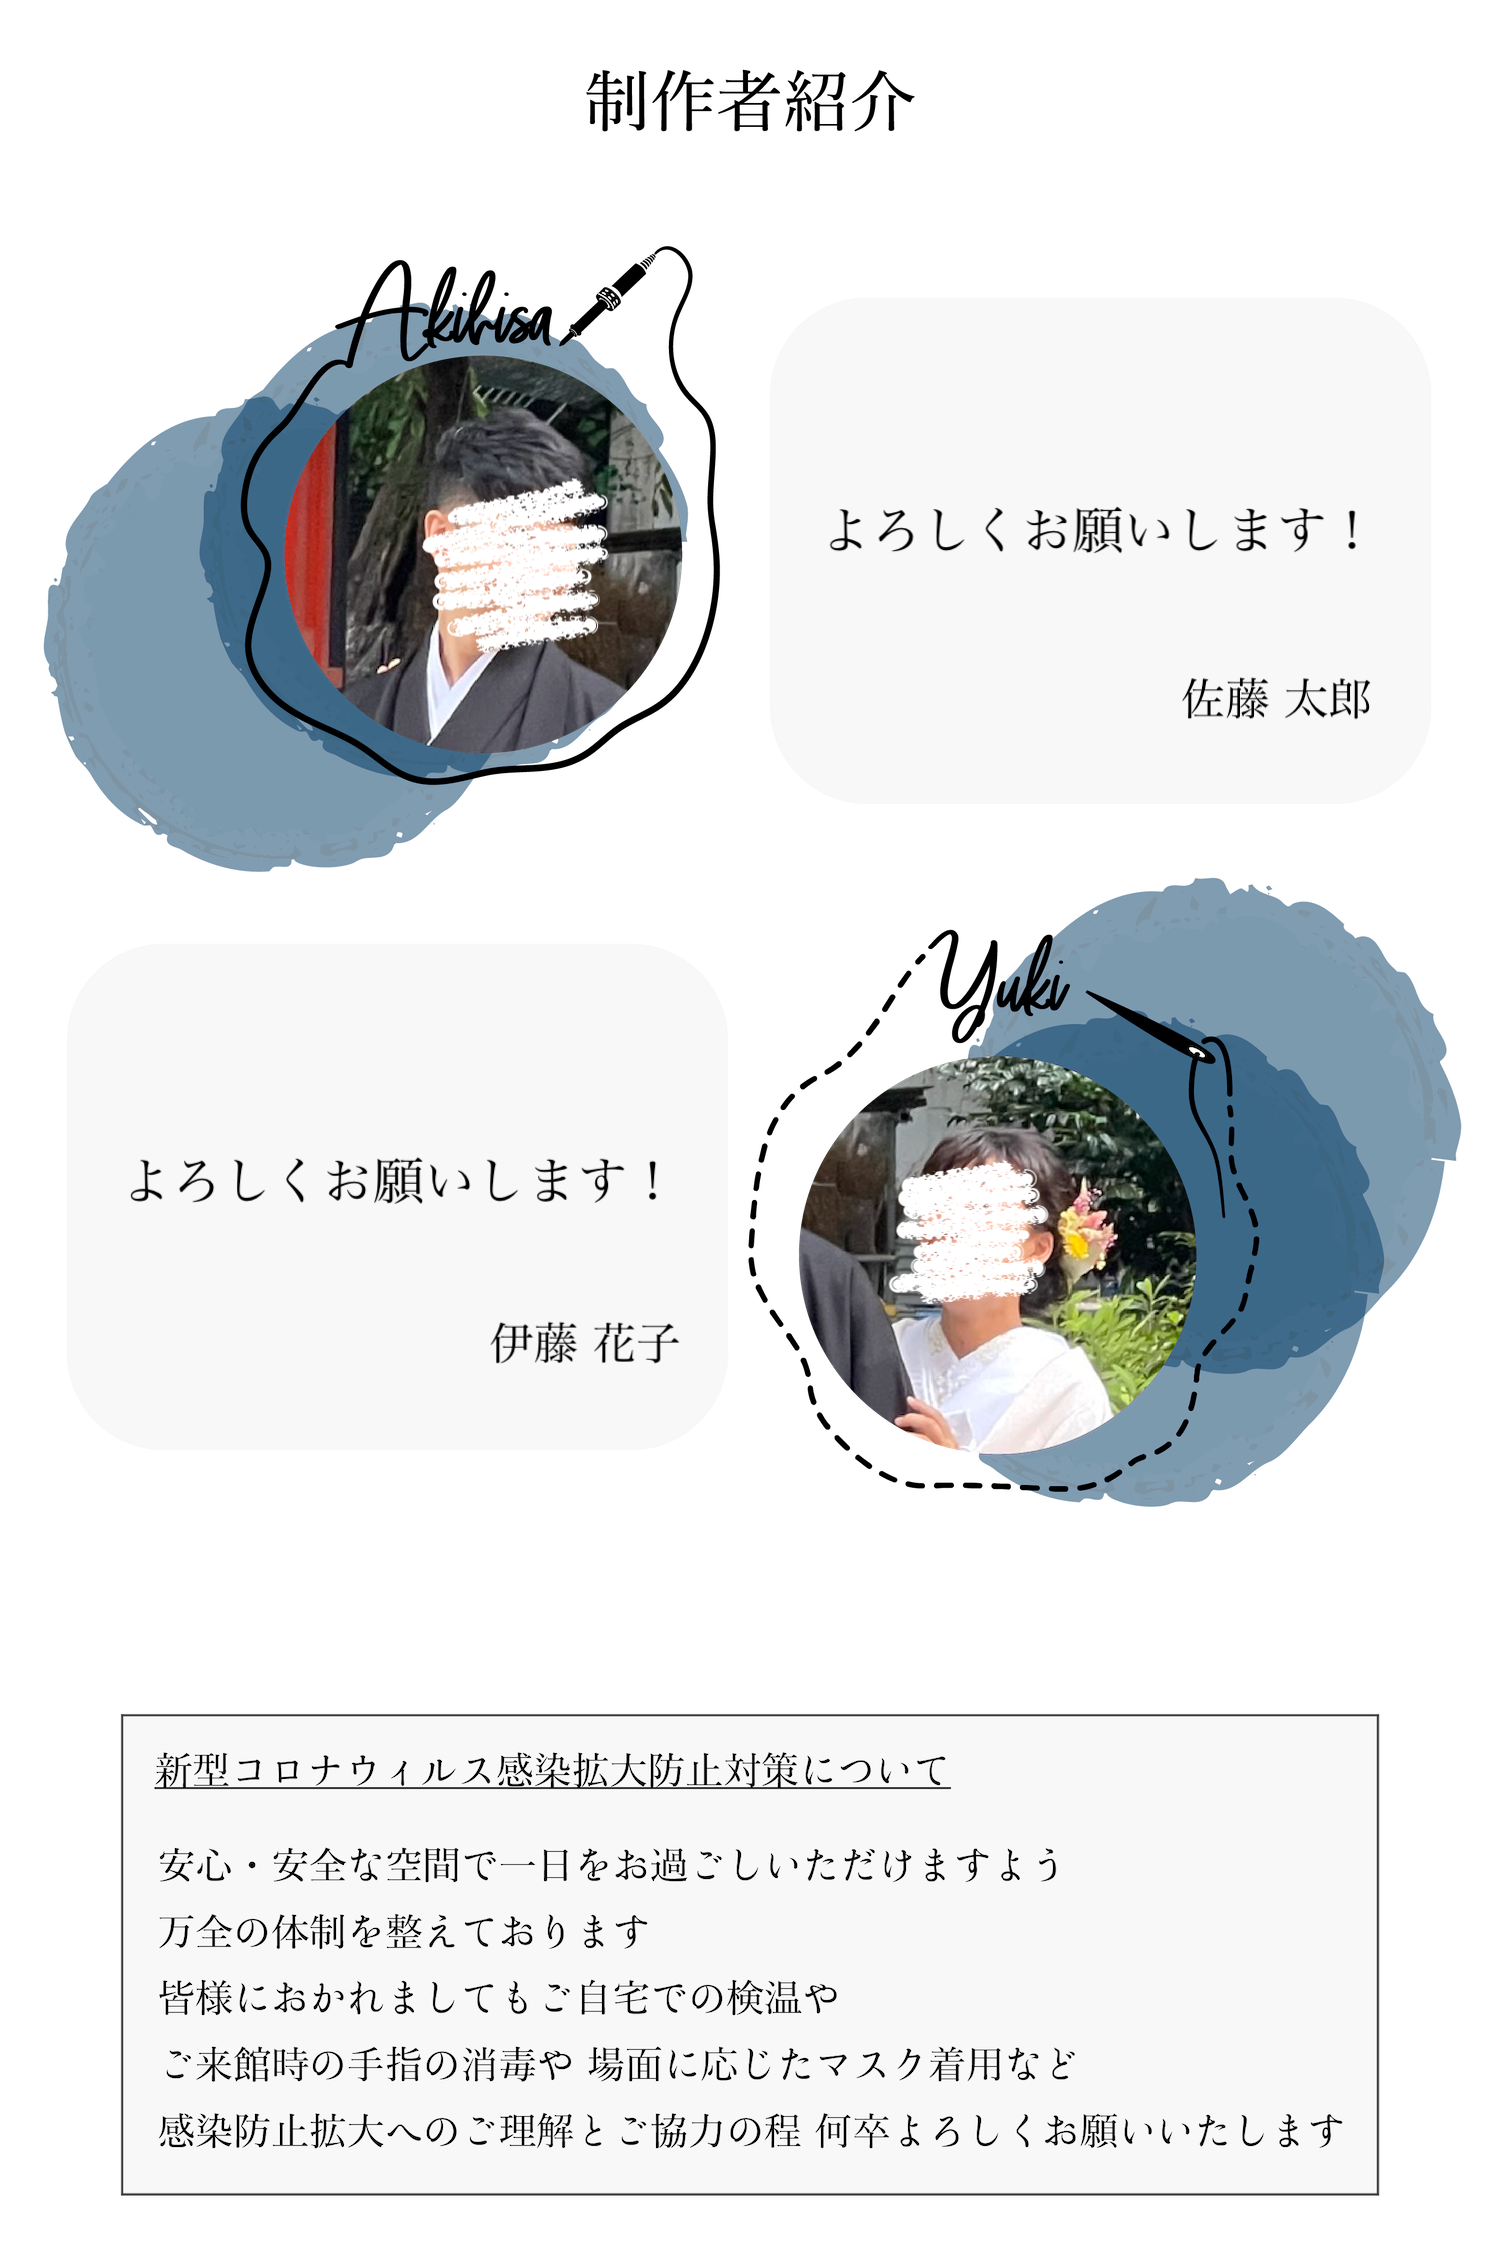 制作者紹介
Akihisa
よろしくお願いします！
佐藤 太郎
Yuki
よろしくお願いします！
伊藤 花子
新型コロナウィルス感染拡大防止対策について
安心・安全な空間で一日をお過ごしいただけますよう
万全の体制を整えております
皆様におかれましてもご自宅での検温や
ご来館時の手指の消毒や 場面に応じたマスク着用など
感染防止拡大へのご理解とご協力の程 何卒よろしくお願いいたします